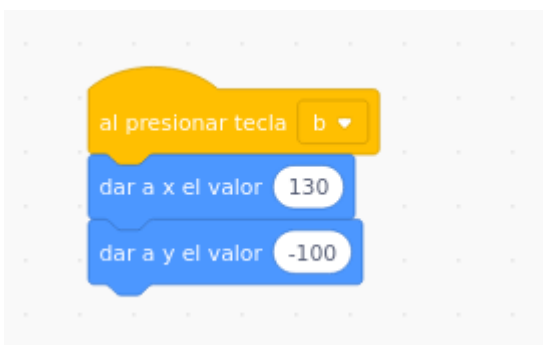 al presionar tecla b
dar a x el valor 130
dar a y el valor -100